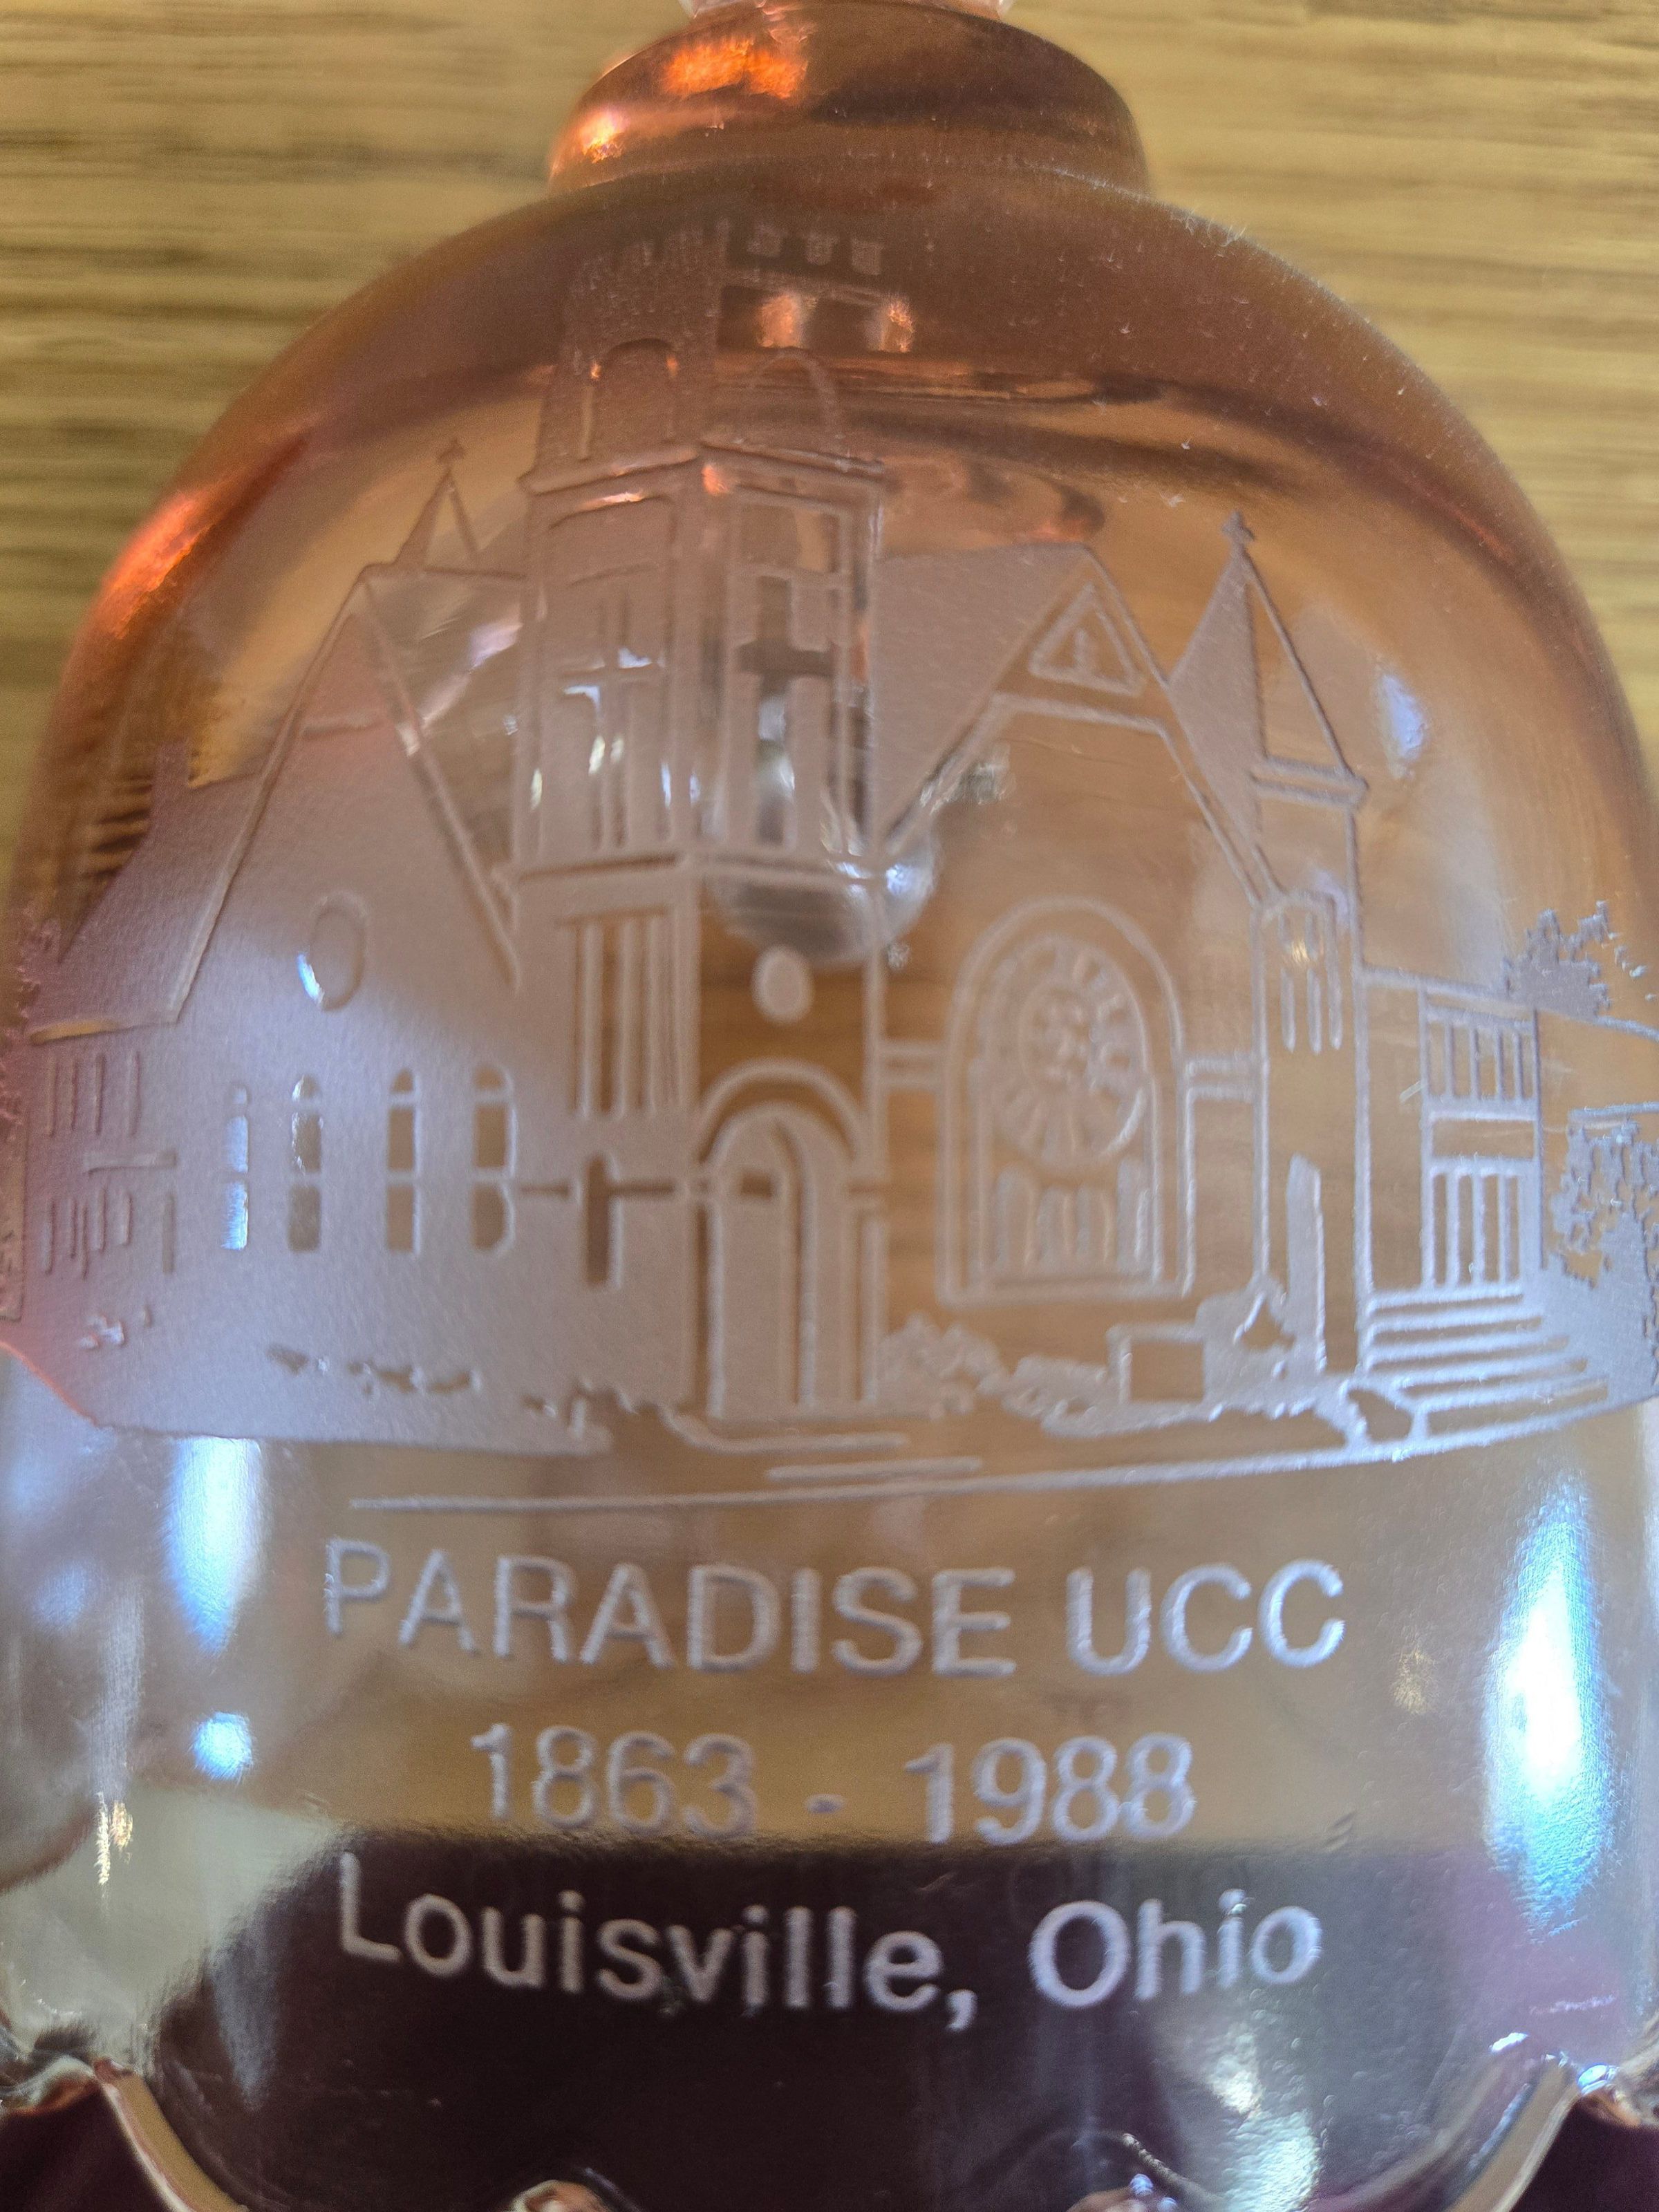 PARADISE UCC
1863 - 1988
Louisville, Ohio